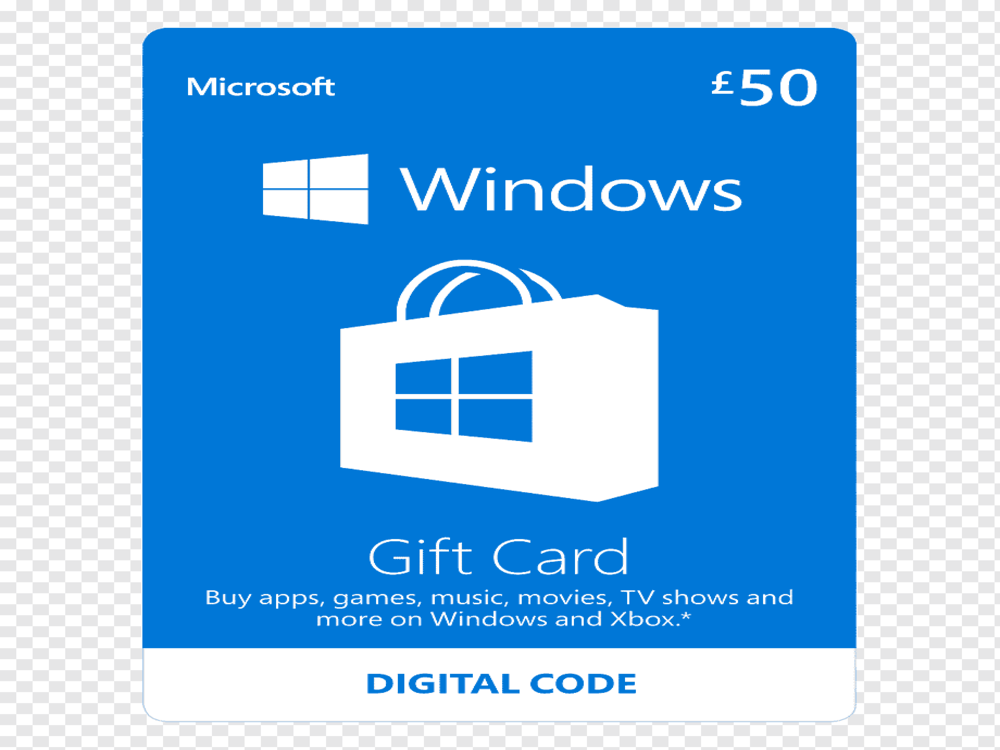 Microsoft
£50
Windows
Gift Card
Buy apps, games, music, movies, TV shows and
more on Windows and Xbox.*
DIGITAL CODE